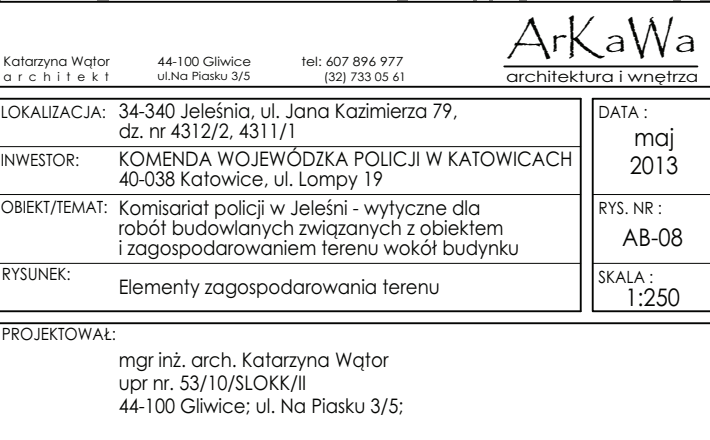 Katarzyna Wątor
architekt
44-100 Gliwice
ul.Na Piasku 3/5
tel: 607 896 977
(32) 733 05 61
ArKaWa
architektura i wnętrza
LOKALIZACJA: 34-340 Jeleśnia, ul. Jana Kazimierza 79,
dz. nr 4312/2, 4311/1
INWESTOR: KOMENDA WOJEWÓDZKA POLICJI W KATOWICACH
40-038 Katowice, ul. Lompy 19
OBIEKT/TEMAT: Komisariat policji w Jeleśni - wytyczne dla
robót budowlanych związanych z obiektem
i zagospodarowaniem terenu wokół budynku
RYSUNEK: Elementy zagospodarowania terenu
DATA :
maj
2013
RYS. NR :
AB-08
SKALA :
1:250
PROJEKTOWAŁ:
mgr inż. arch. Katarzyna Wątor
upr nr. 53/10/SLOKK/II
44-100 Gliwice; ul. Na Piasku 3/5;